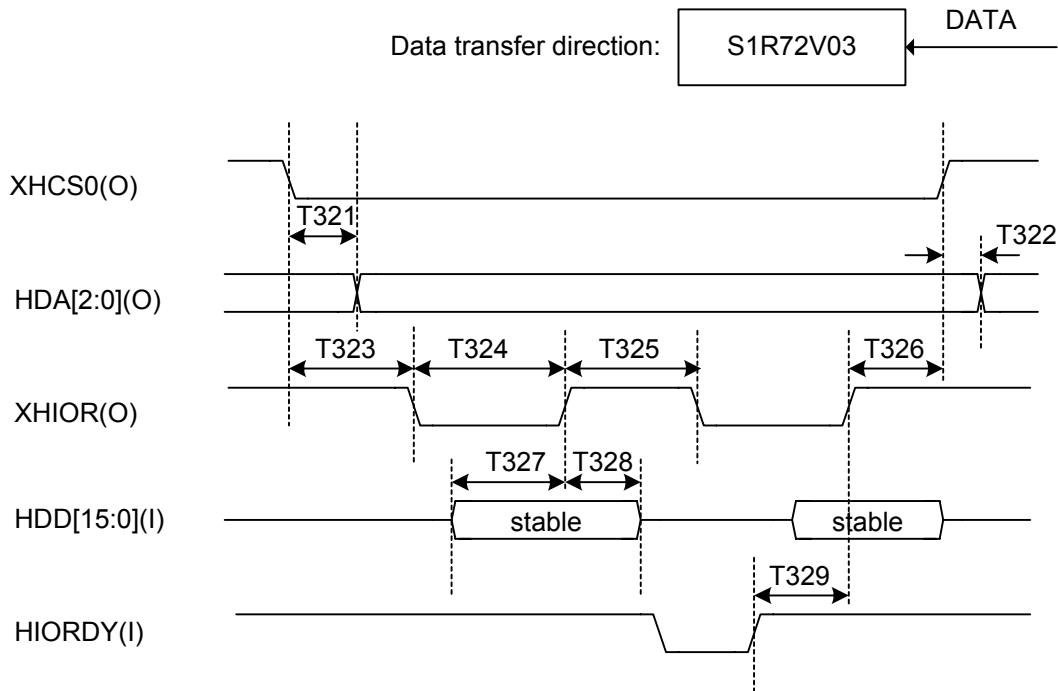 DATA
Data transfer direction: S1R72V03
XHCS0(O)
T321
T322
HDA[2:0](O)
T323 T324 T325 T326
XHIOR(O)
T327 T328
HDD[15:0](I) stable stable
T329
HIORDY(I)